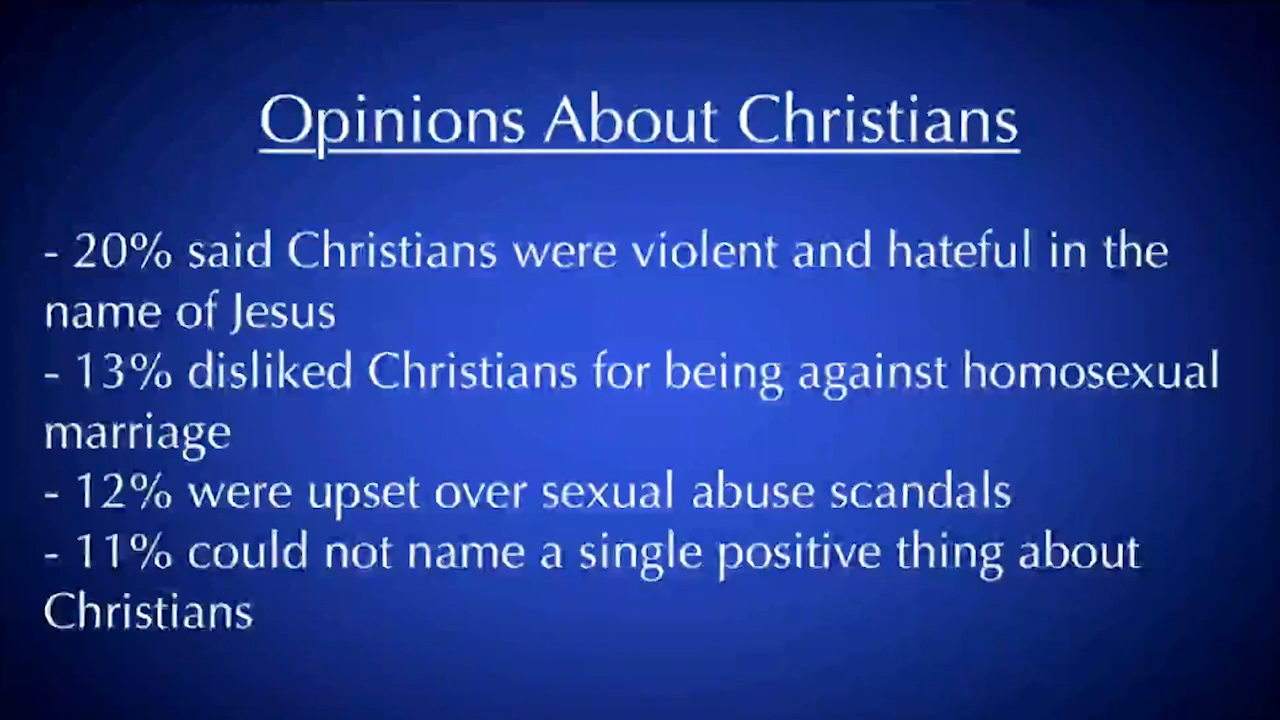 Opinions About Christians
- 20% said Christians were violent and hateful in the
name of Jesus
- 13% disliked Christians for being against homosexual
marriage
- 12% were upset over sexual abuse scandals
- 11% could not name a single positive thing about
Christians